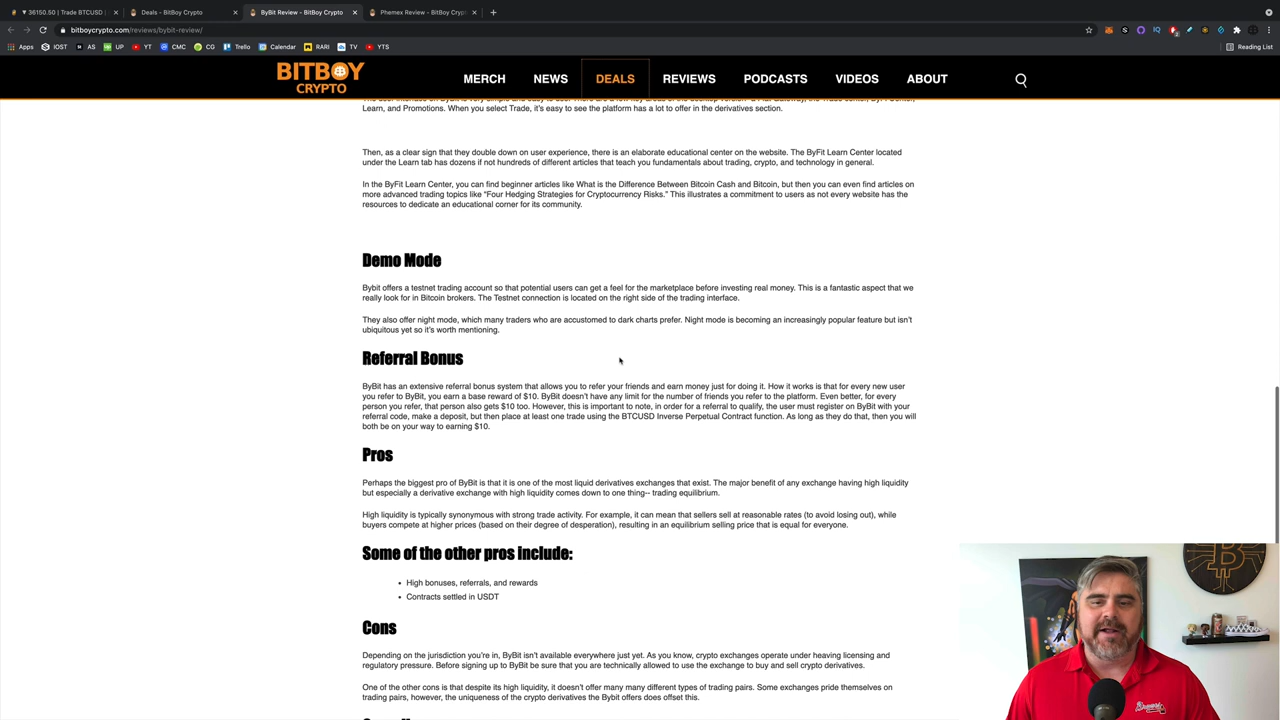 36150.50 | Trade BTCUSD |
Deals - BitBoy Crypto
ByBit Review - BitBoy Crypto
Phemex Review - BitBoy Cryp
bitboycrypto.com/reviews/bybit-review/
Apps IOST AS UP YT CMC CG Trello Calendar RARI TV YTS Reading List
BITBOY
CRYPTO
MERCH NEWS DEALS REVIEWS PODCASTS VIDEOS ABOUT
Learn, and Promotions. When you select Trade, it's easy to see the platform has a lot to offer in the derivatives section.
Then, as a clear sign that they double down on user experience, there is an elaborate educational center on the website. The ByFit Learn Center located
under the Learn tab has dozens if not hundreds of different articles that teach you fundamentals about trading, crypto, and technology in general.
In the ByFit Learn Center, you can find beginner articles like What is the Difference Between Bitcoin Cash and Bitcoin, but then you can even find articles on
more advanced trading topics like "Four Hedging Strategies for Cryptocurrency Risks." This illustrates a commitment to users as not every website has the
resources to dedicate an educational corner for its community.
Demo Mode
Bybit offers a testnet trading account so that potential users can get a feel for the marketplace before investing real money. This is a fantastic aspect that we
really look for in Bitcoin brokers. The Testnet connection is located on the right side of the trading interface.
They also offer night mode, which many traders who are accustomed to dark charts prefer. Night mode is becoming an increasingly popular feature but isn't
ubiquitous yet so it's worth mentioning.
Referral Bonus
ByBit has an extensive referral bonus system that allows you to refer your friends and earn money just for doing it. How it works is that for every new user
you refer to ByBit, you earn a base reward of $10. ByBit doesn't have any limit for the number of friends you refer to the platform. Even better, for every
person you refer, that person also gets $10 too. However, this is important to note, in order for a referral to qualify, the user must register on ByBit with your
referral code, make a deposit, but then place at least one trade using the BTCUSD Inverse Perpetual Contract function. As long as they do that, then you will
both be on your way to earning $10.
Pros
Perhaps the biggest pro of ByBit is that it is one of the most liquid derivatives exchanges that exist. The major benefit of any exchange having high liquidity
but especially a derivative exchange with high liquidity comes down to one thing-- trading equilibrium.
High liquidity is typically synonymous with strong trade activity. For example, it can mean that sellers sell at reasonable rates (to avoid losing out), while
buyers compete at higher prices (based on their degree of desperation), resulting in an equilibrium selling price that is equal for everyone.
Some of the other pros include:
High bonuses, referrals, and rewards
Contracts settled in USDT
Cons
Depending on the jurisdiction you're in, ByBit isn't available everywhere just yet. As you know, crypto exchanges operate under heaving licensing and
regulatory pressure. Before signing up to ByBit be sure that you are technically allowed to use the exchange to buy and sell crypto derivatives.
One of the other cons is that despite its high liquidity, it doesn't offer many many different types of trading pairs. Some exchanges pride themselves on
trading pairs, however, the uniqueness of the crypto derivatives the Bybit offers does offset this.